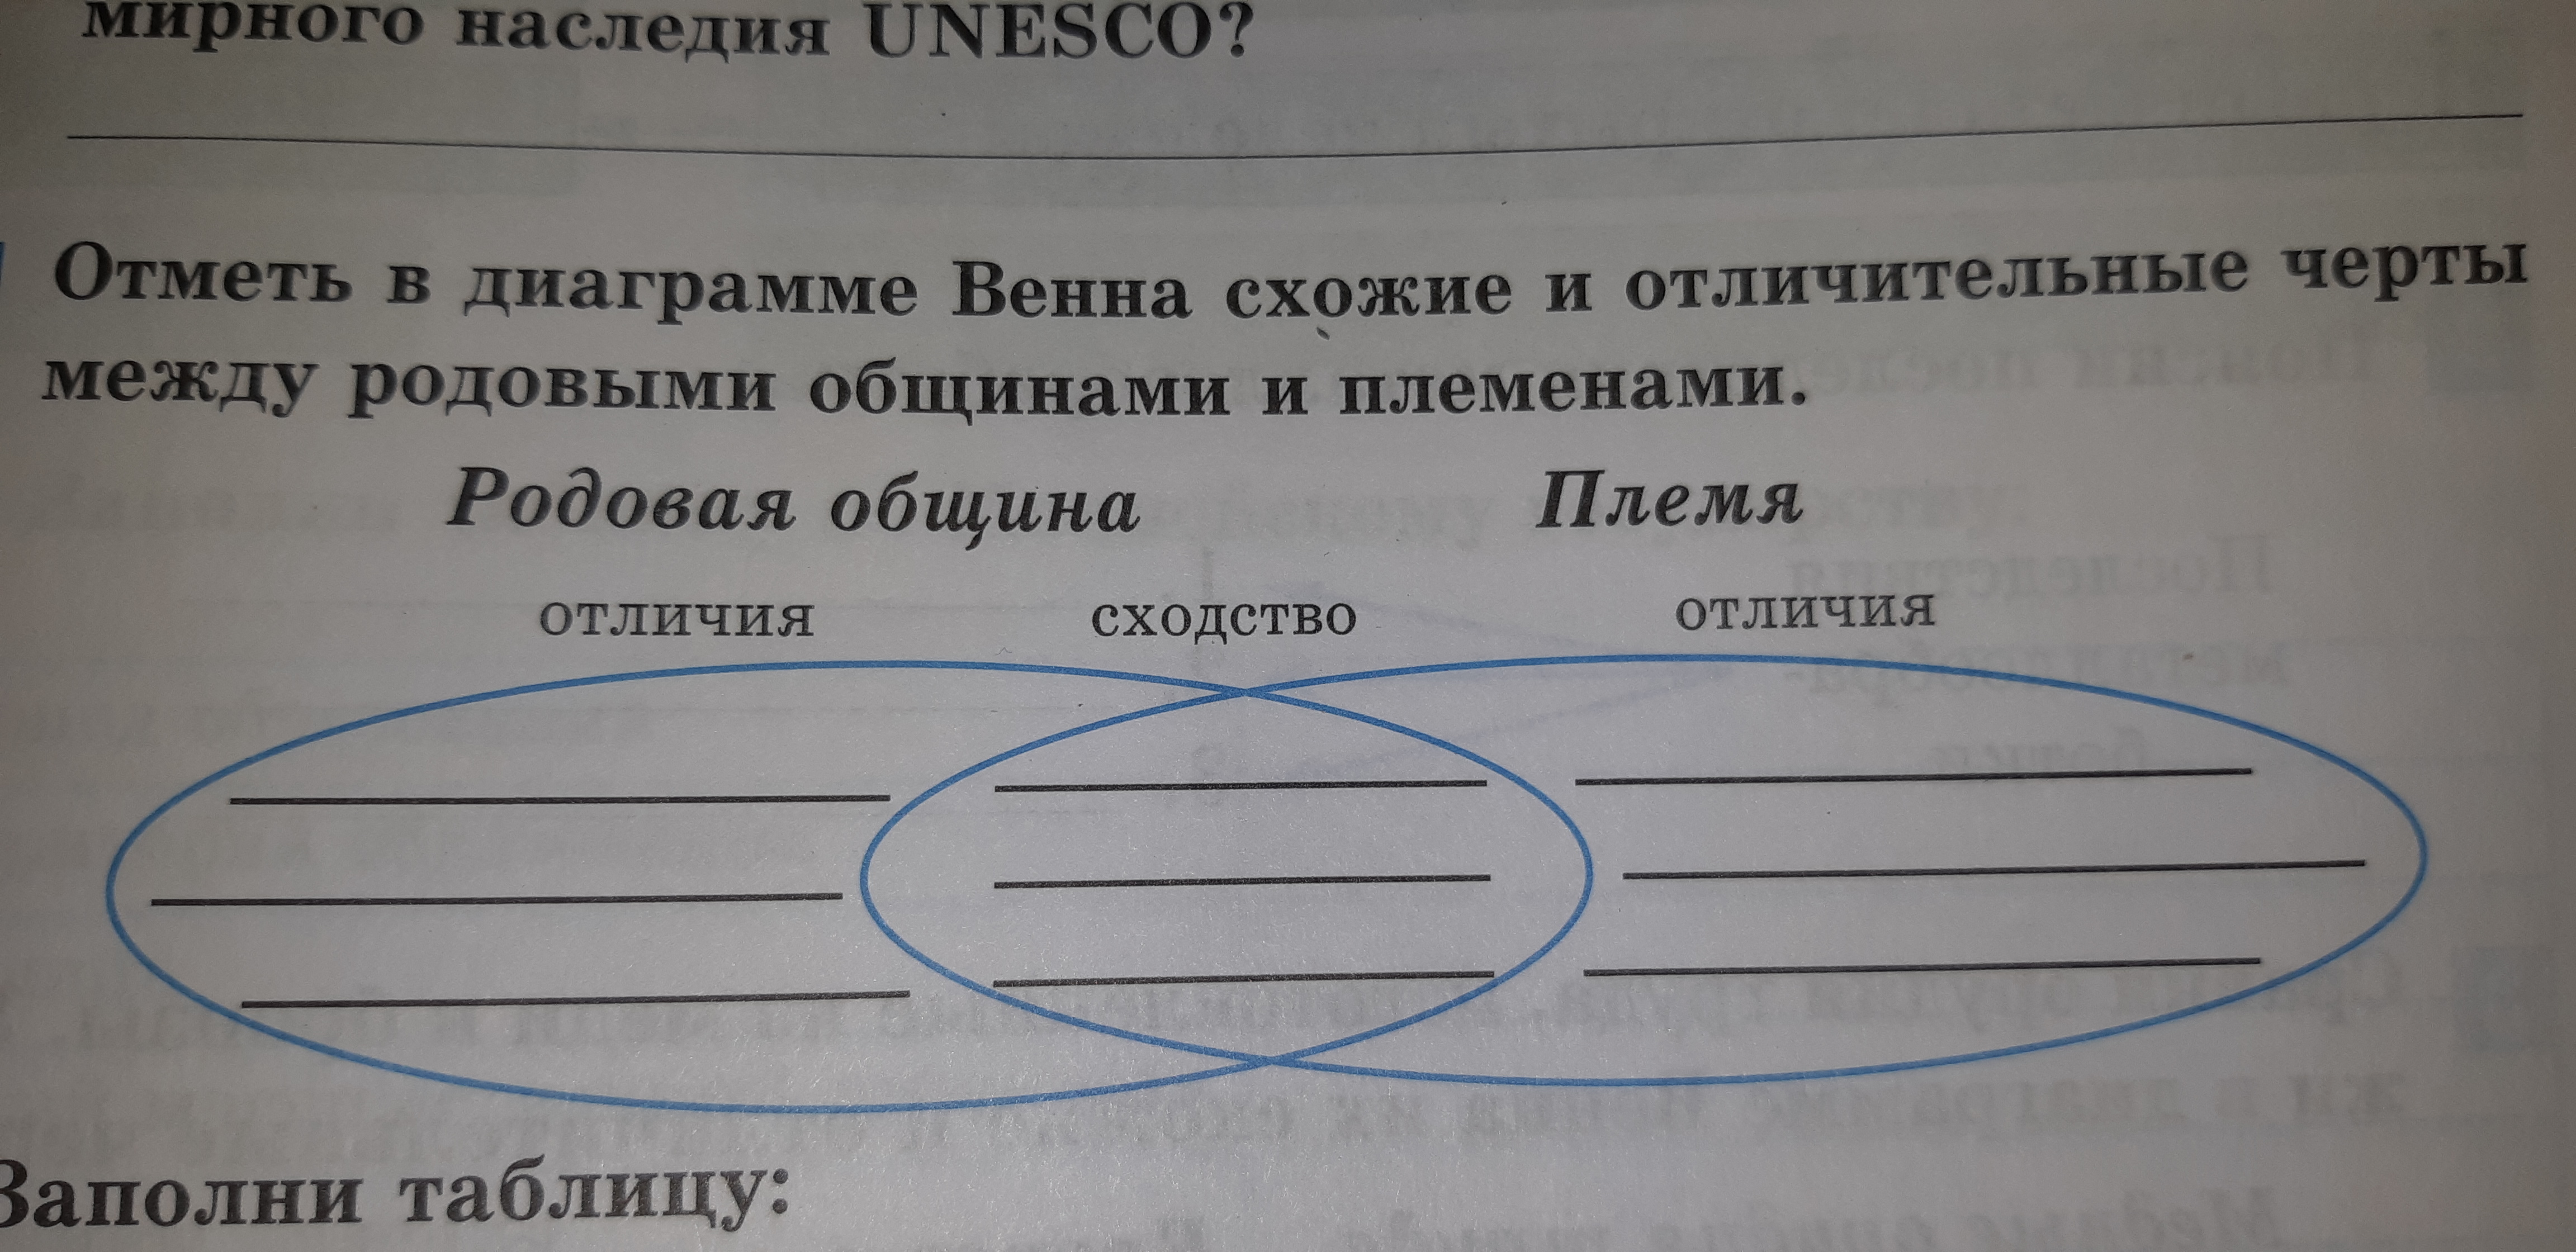 мирного наследия UNESCO?
Отметь в диаграмме Венна схожие и отличительные черты
между родовыми общинами и племенами.
Родовая община Племя
отличия сходство отличия
Заполни таблицу: